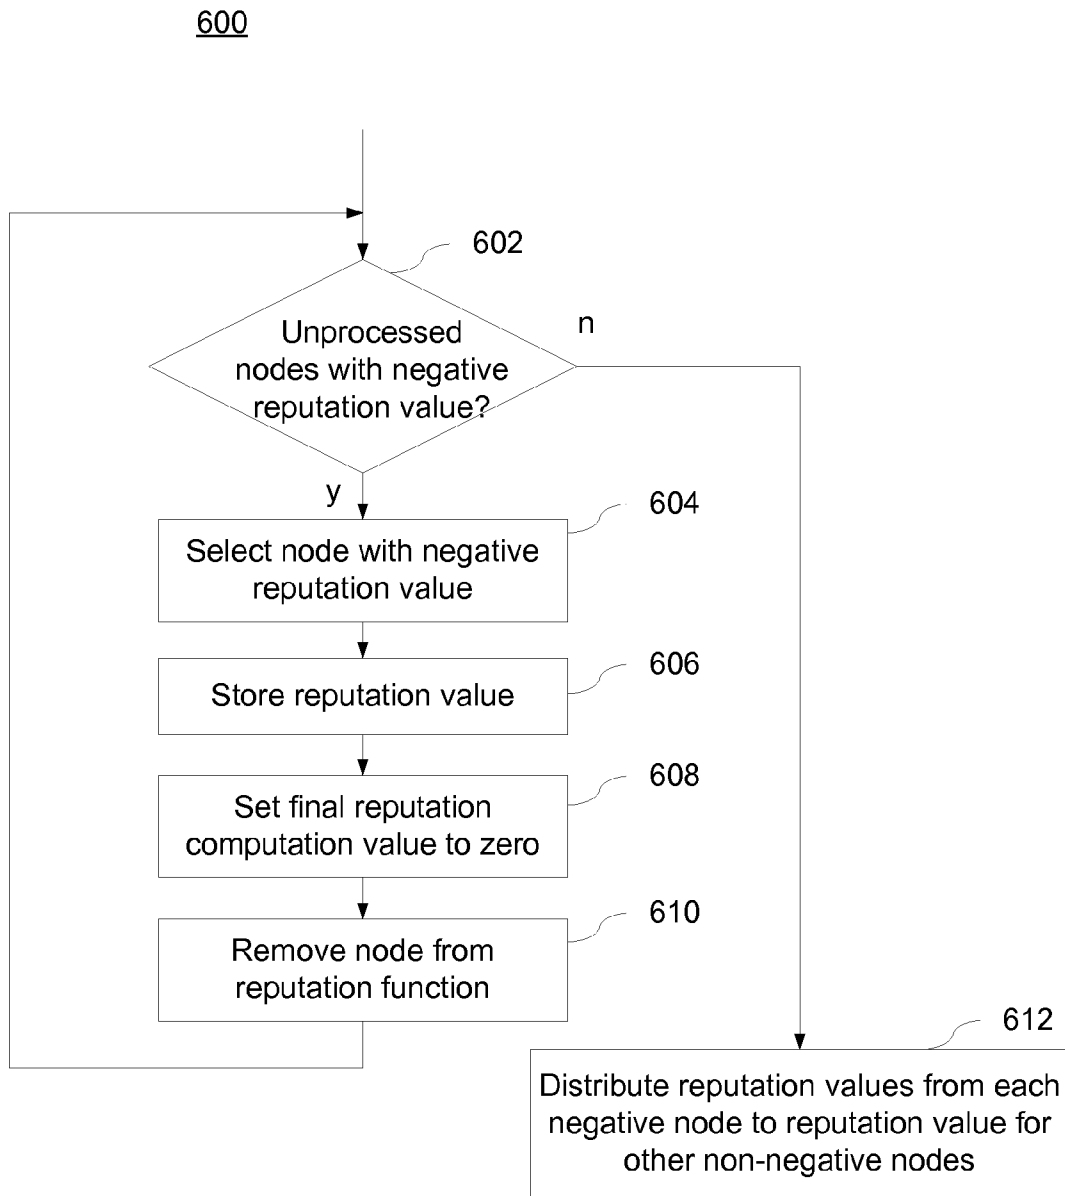 600
602
Unprocessed
nodes with negative
reputation value?
n
y
604
Select node with negative
reputation value
606
Store reputation value
608
Set final reputation
computation value to zero
610
Remove node from
reputation function
612
Distribute reputation values from each
negative node to reputation value for
other non-negative nodes